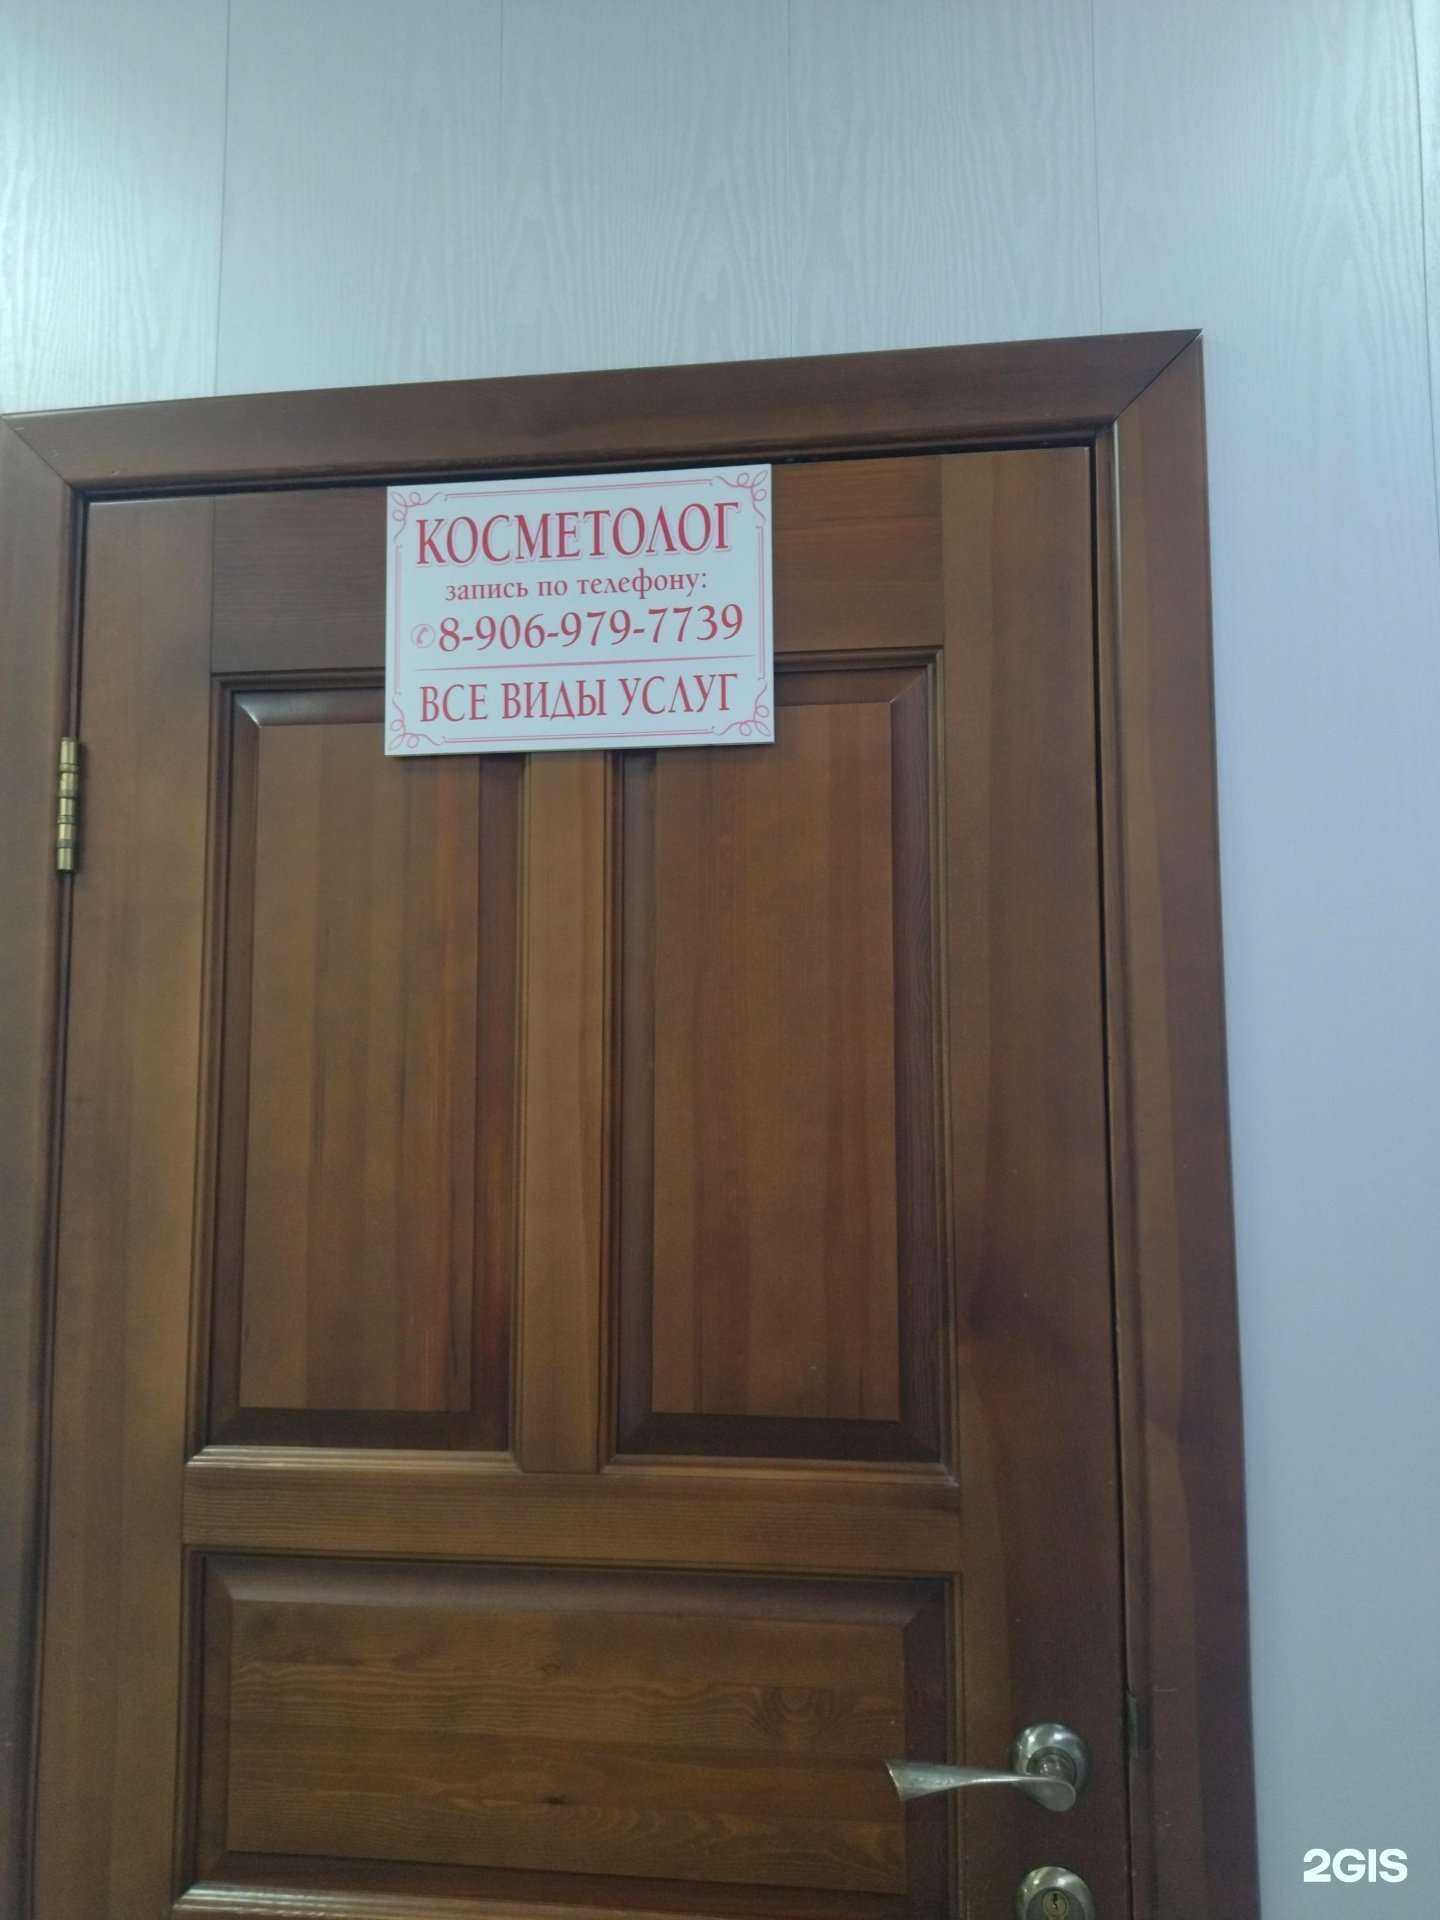 КОСМЕТОЛОГ
запись по телефону:
8-906-979-7739
ВСЕ ВИДЫ УСЛУГ
2GIS